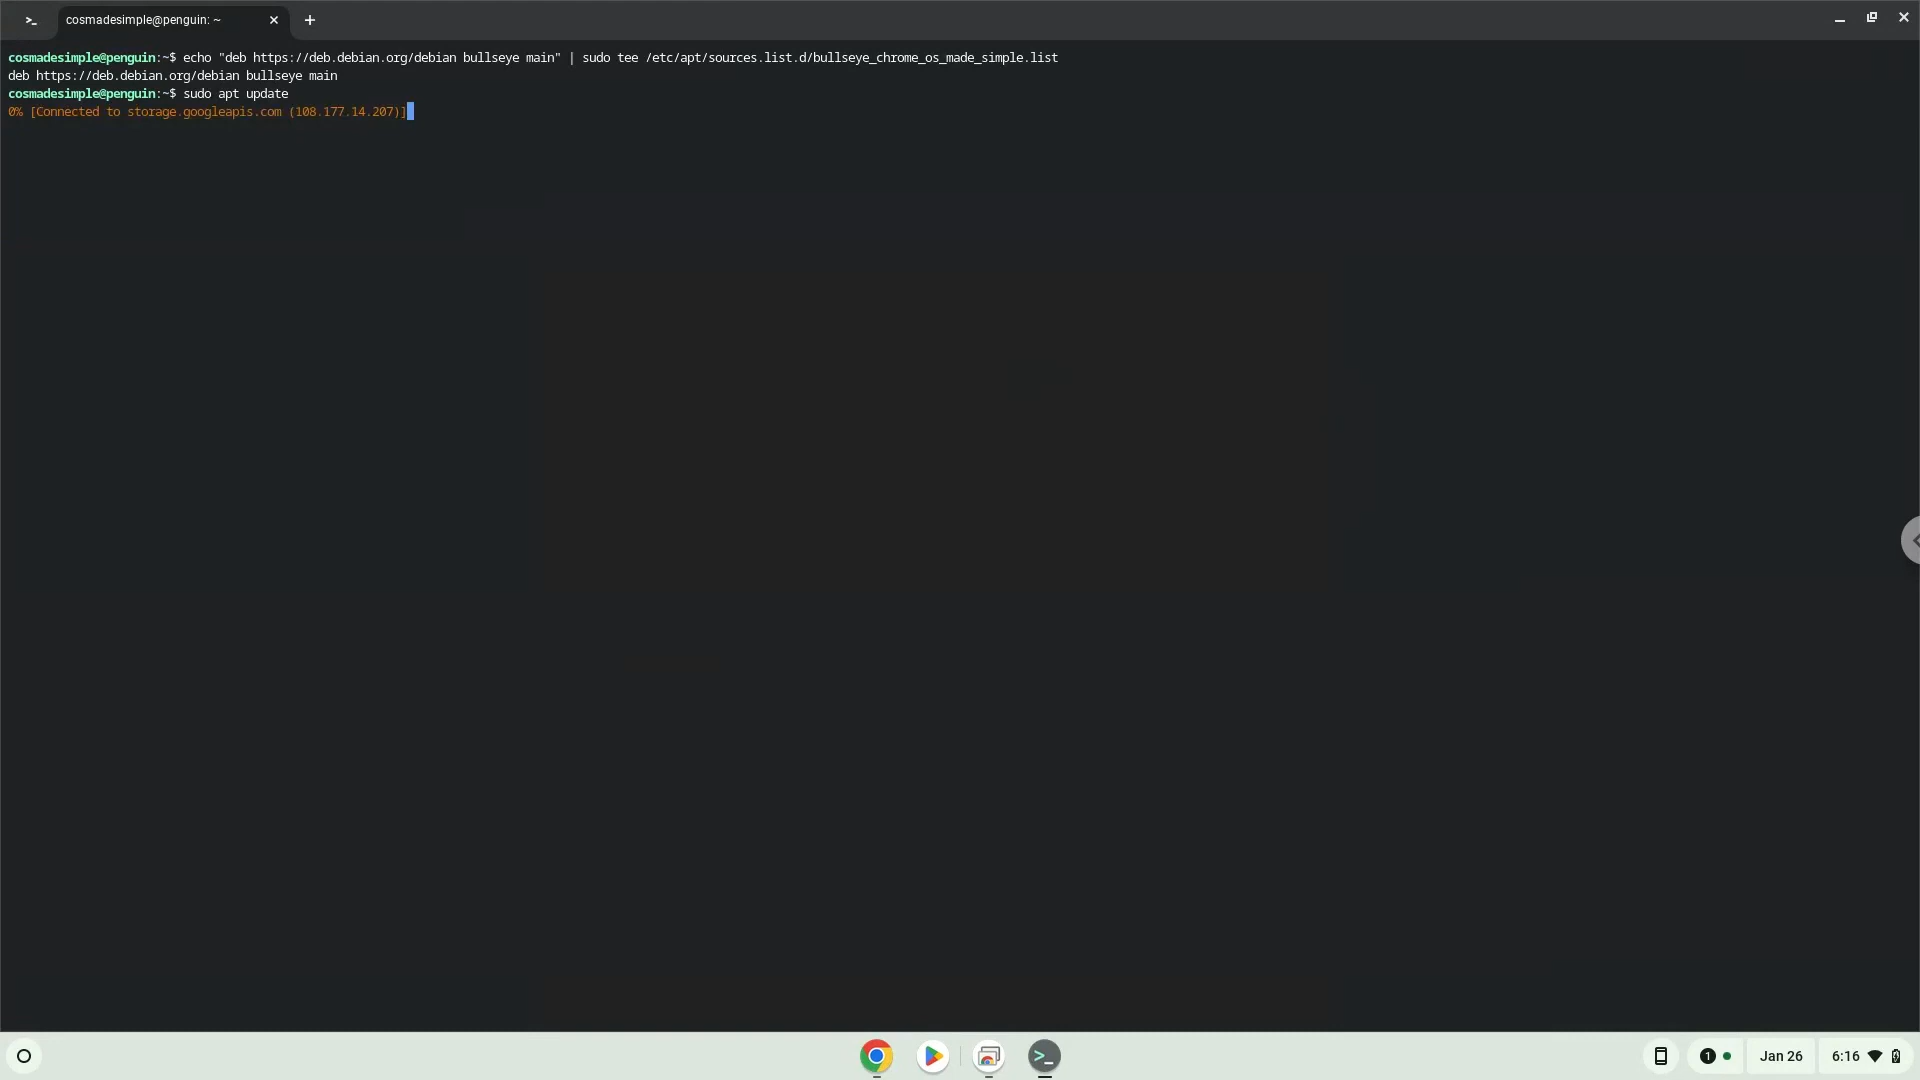 >_ cosmadesimple@penguin: ~
cosmadesimple@penguin:~$ echo "deb https://deb.debian.org/debian bullseye main" | sudo tee /etc/apt/sources.list.d/bullseye_chrome_os_made_simple.list
deb https://deb.debian.org/debian bullseye main
cosmadesimple@penguin:~$ sudo apt update
0% [Connected to storage.googleapis.com (108.177.14.207)]
>_ 1 Jan 26 6:16